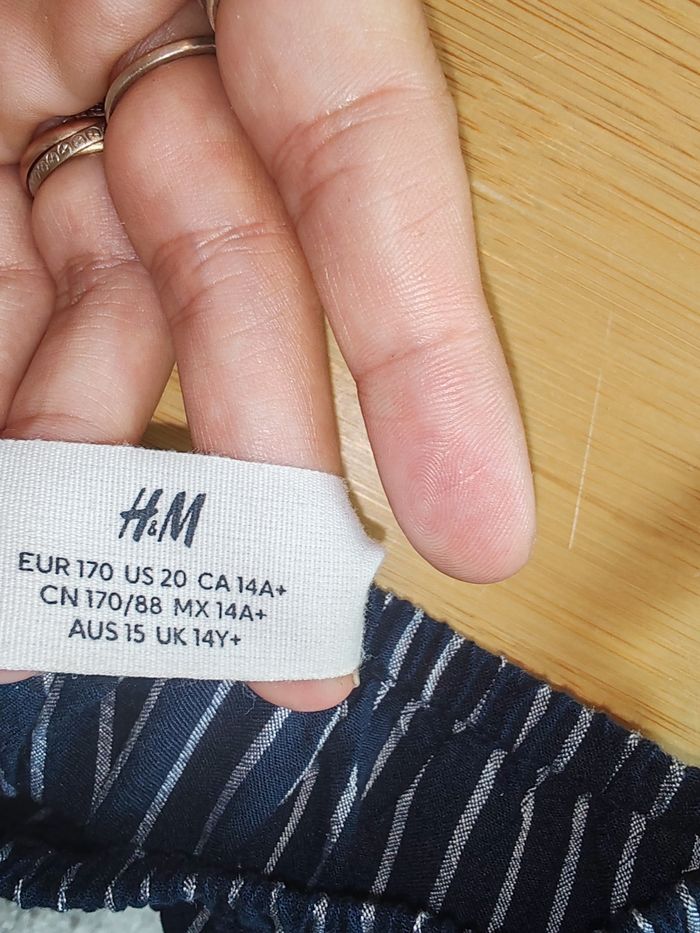 H&M
EUR 170 US 20 CA 14A+
CN 170/88 MX 14A+
AUS 15 UK 14Y+